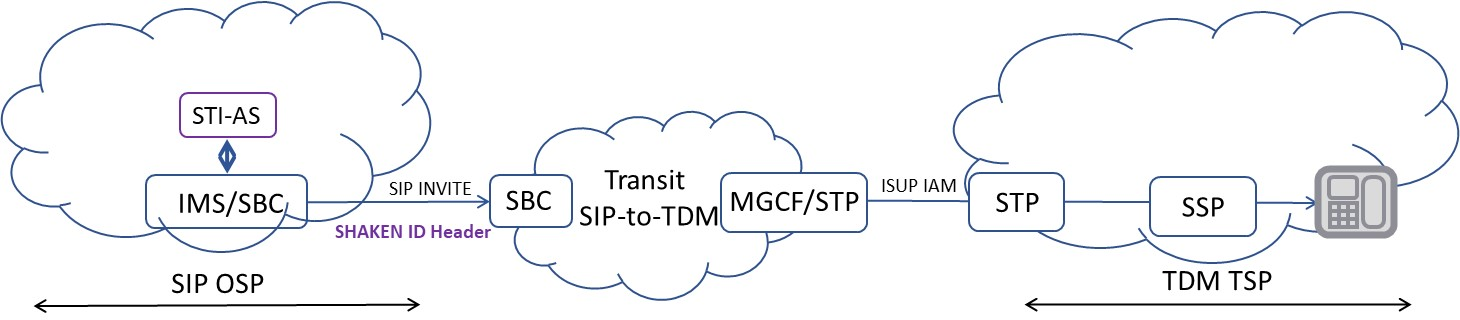 STI-AS
IMS/SBC
SIP INVITE
SHAKEN ID Header
SBC
Transit
SIP-to-TDM
MGCF/STP
ISUP IAM
STP
SSP
SIP OSP
TDM TSP